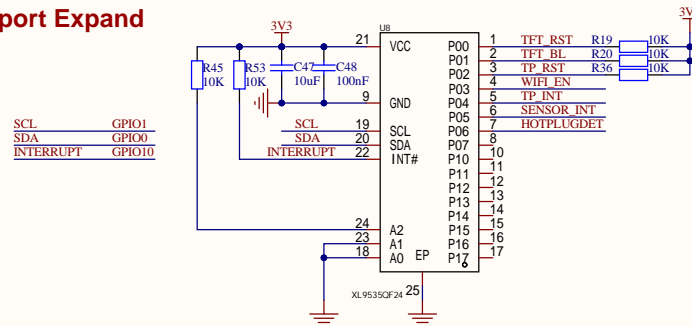 port Expand
3V3
3V
U8
21 VCC P00 1 TFT_RST R19 10K
P01 2 TFT_BL R20 10K
R45 R53 C47 C48 P02 3 TP_RST R36 10K
10K 10K 10uF 100nF P03 4 WIFI_EN
9 GND P04 5 TP_INT
P05 6 SENSOR_INT
SCL GPIO1 SCL 19 SCL P06 7 HOTPLUGDET
SDA GPIO0 SDA 20 SDA P07 8
INTERRUPT GPIO10 INTERRUPT 22 INT# P10 10
P11 11
P12 12
P13 13
P14 14
24 A2 P15 15
23 A1 P16 16
18 A0 EP P17 17
XL9535QF24 25